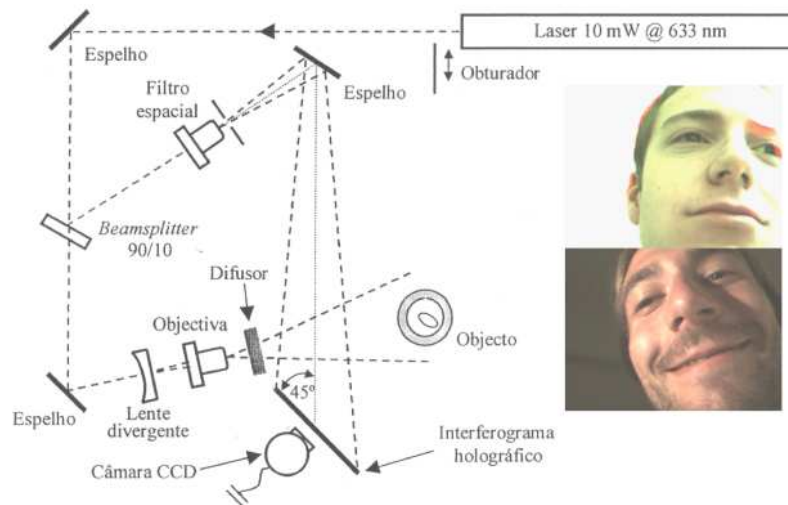 Laser 10 mW @ 633 nm
Espelho
Obturador
Filtro
espacial
Espelho
Beamsplitter
90/10
Difusor
Objectiva
Objecto
45º
Espelho
Lente
divergente
Interferograma
holográfico
Câmara CCD